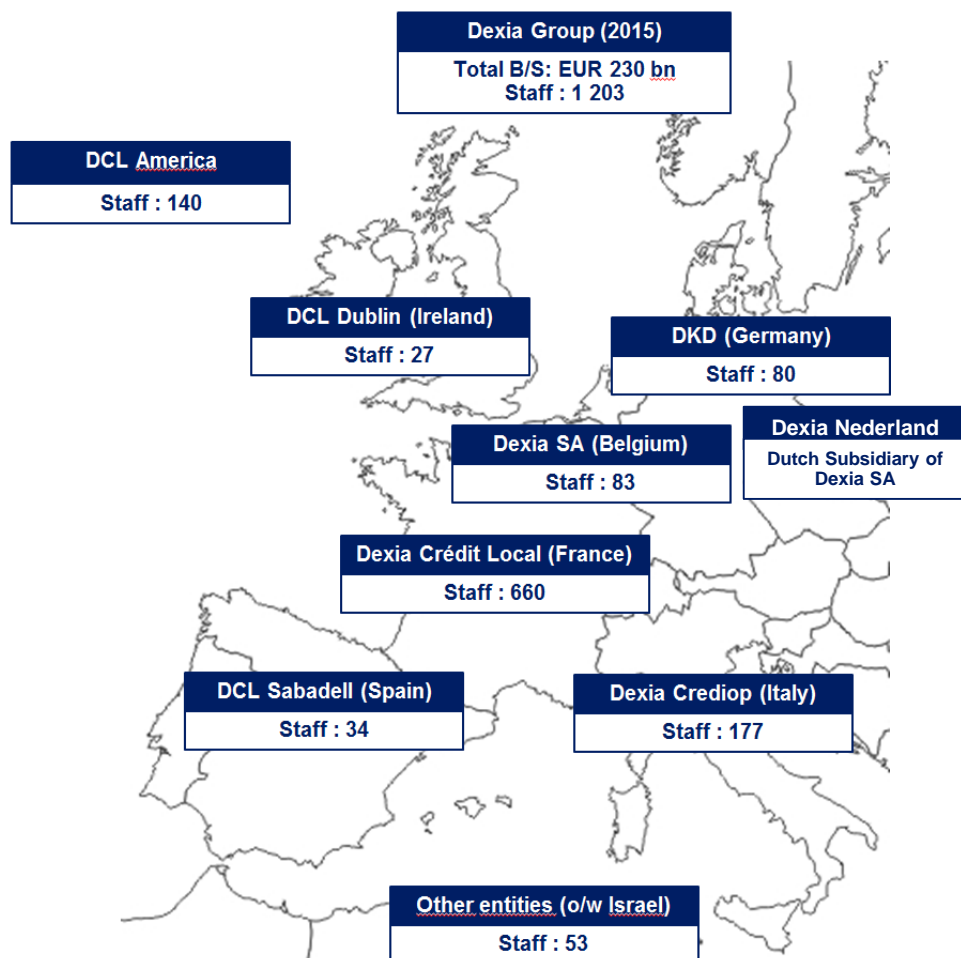 Dexia Group (2015)
Total B/S: EUR 230 bn
Staff : 1 203
DCL America
Staff : 140
DCL Dublin (Ireland)
Staff : 27
DKD (Germany)
Staff : 80
Dexia Nederland
Dutch Subsidiary of
Dexia SA
Dexia SA (Belgium)
Staff : 83
Dexia Crédit Local (France)
Staff : 660
DCL Sabadell (Spain)
Staff : 34
Dexia Crediop (Italy)
Staff : 177
Other entities (o/w Israel)
Staff : 53